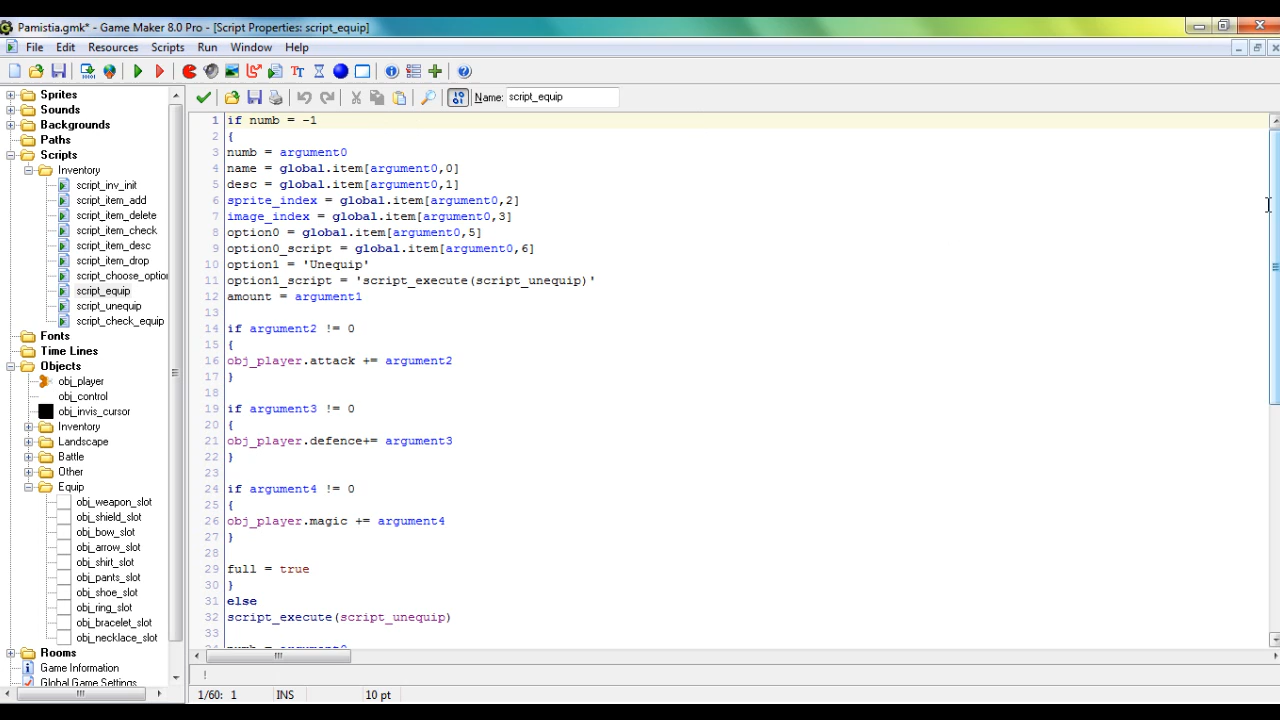 Pamistia.gmk* - Game Maker 8.0 Pro - [Script Properties: script_equip]
File Edit Resources Scripts Run Window Help
Name: script_equip
Sprites
Sounds
Backgrounds
Paths
Scripts
Inventory
script_inv_init
script_item_add
script_item_delete
script_item_check
script_item_desc
script_item_drop
script_choose_optio
script_equip
script_unequip
script_check_equip
Fonts
Time Lines
Objects
obj_player
obj_control
obj_invis_cursor
Inventory
Landscape
Battle
Other
Equip
obj_weapon_slot
obj_shield_slot
obj_bow_slot
obj_arrow_slot
obj_shirt_slot
obj_pants_slot
obj_shoe_slot
obj_ring_slot
obj_bracelet_slot
obj_necklace_slot
Rooms
Game Information
Global Game Settings
1 if numb = -1
2 {
3 numb = argument0
4 name = global.item[argument0,0]
5 desc = global.item[argument0,1]
6 sprite_index = global.item[argument0,2]
7 image_index = global.item[argument0,3]
8 option0 = global.item[argument0,5]
9 option0_script = global.item[argument0,6]
10 option1 = 'Unequip'
11 option1_script = 'script_execute(script_unequip)'
12 amount = argument1
13
14 if argument2 != 0
15 {
16 obj_player.attack += argument2
17 }
18
19 if argument3 != 0
20 {
21 obj_player.defence+= argument3
22 }
23
24 if argument4 != 0
25 {
26 obj_player.magic += argument4
27 }
28
29 full = true
30 }
31 else
32 script_execute(script_unequip)
33
34 numb = argument0
!
1/60: 1 INS 10 pt